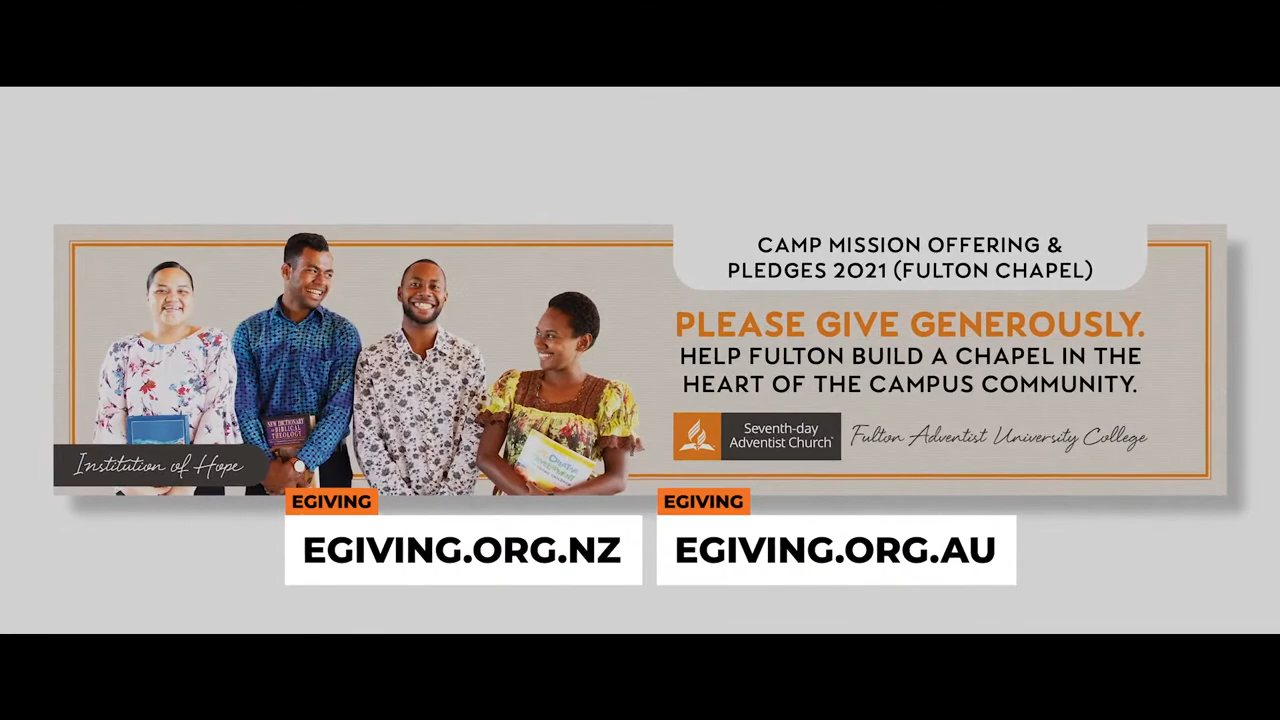 CAMP MISSION OFFERING &
PLEDGES 2021 (FULTON CHAPEL)
PLEASE GIVE GENEROUSLY.
HELP FULTON BUILD A CHAPEL IN THE
HEART OF THE CAMPUS COMMUNITY.
Seventh-day
Adventist Church
Fulton Adventist University College
Institution of Hope
NEW DICTIONARY
of BIBLICAL
THEOLOGY
EGIVING
EGIVING.ORG.NZ
EGIVING
EGIVING.ORG.AU